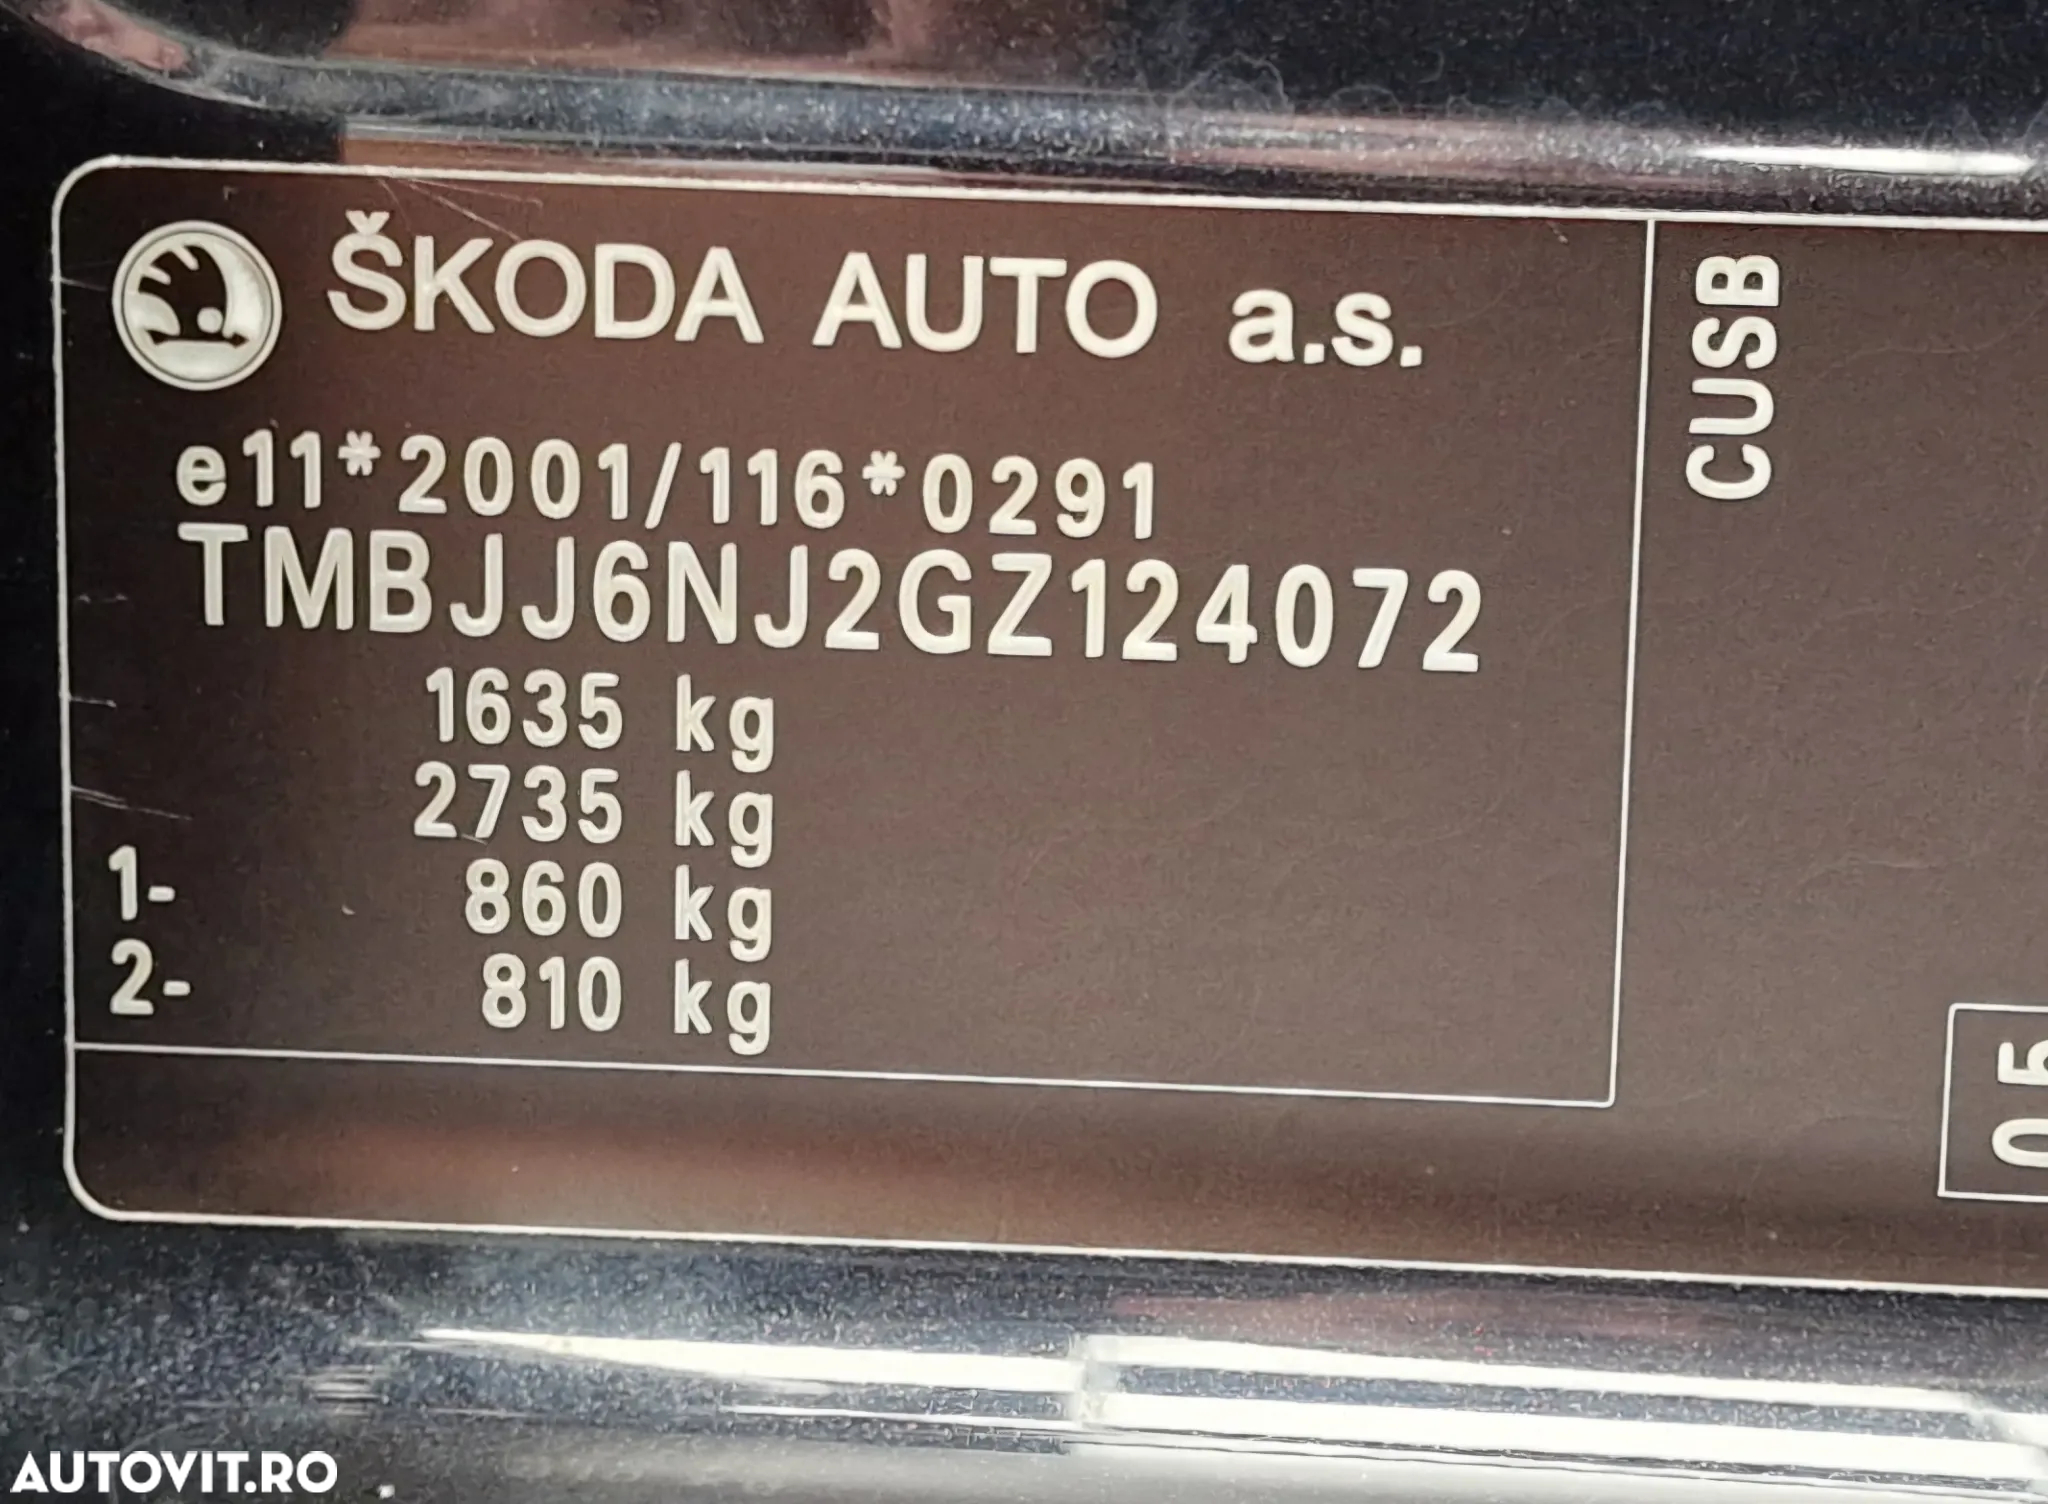 ŠKODA AUTO a.s.
e11*2001/116*0291
TMBJJ6NJ2GZ124072
1635 kg
2735 kg
1- 860 kg
2- 810 kg
CUSB
05
AUTOVIT.RO